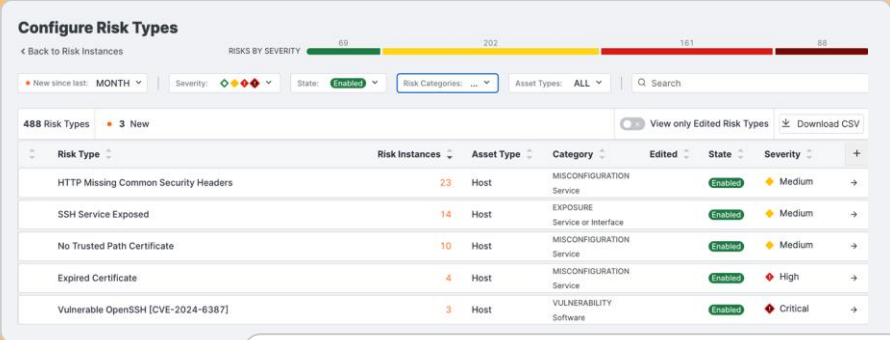 Configure Risk Types
< Back to Risk Instances
RISKS BY SEVERITY
69 202 161 88
New since last: MONTH Severity: State: Enabled Risk Categories: ... Asset Types: ALL Search
488 Risk Types • 3 New View only Edited Risk Types Download CSV
Risk Type Risk Instances Asset Type Category Edited State Severity +
HTTP Missing Common Security Headers 23 Host MISCONFIGURATION Service Enabled Medium →
SSH Service Exposed 14 Host EXPOSURE Service or Interface Enabled Medium →
No Trusted Path Certificate 10 Host MISCONFIGURATION Service Enabled Medium →
Expired Certificate 4 Host MISCONFIGURATION Service Enabled High →
Vulnerable OpenSSH [CVE-2024-6387] 3 Host VULNERABILITY Software Enabled Critical →